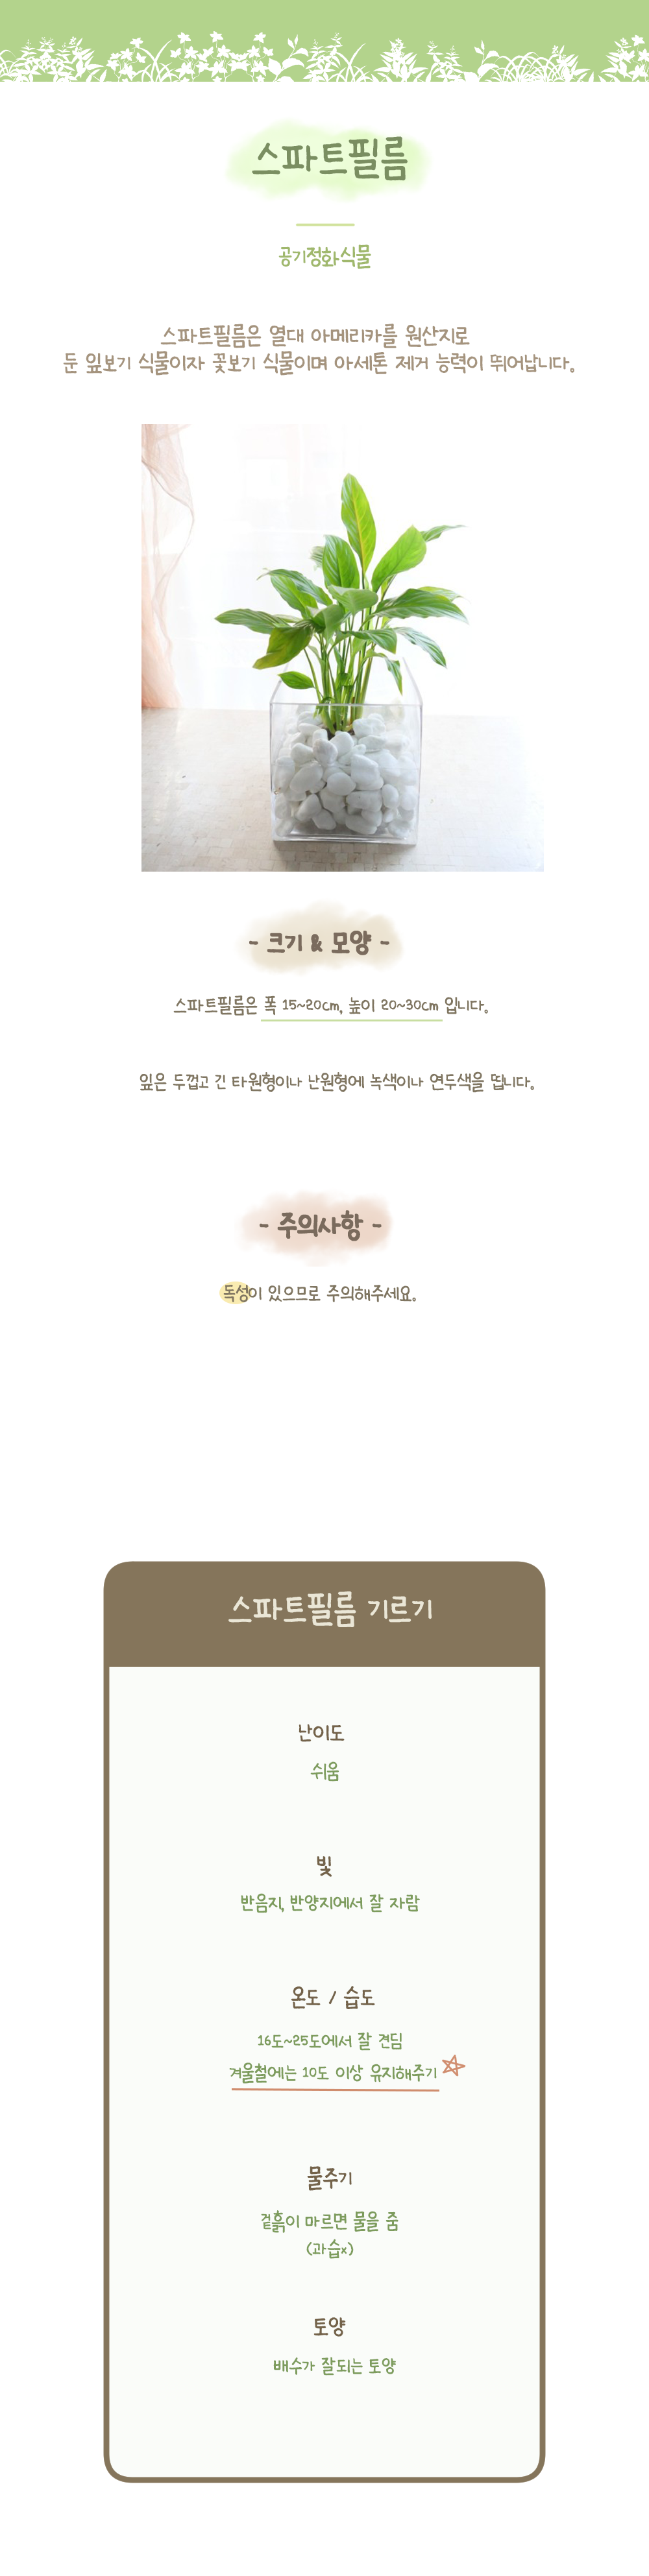 스파트필름
공기정화식물
스파트필름은 열대 아메리카를 원산지로
둔 잎보기 식물이자 꽃보기 식물이며 아세톤 제거 능력이 뛰어납니다.
- 크기 & 모양 -
스파트필름은 폭 15~20cm, 높이 20~30cm 입니다.
잎은 두껍고 긴 타원형이나 난원형에 녹색이나 연두색을 띱니다.
- 주의사항 -
독성이 있으므로 주의해주세요.
스파트필름 기르기
난이도
쉬움
빛
반음지, 반양지에서 잘 자람
온도 / 습도
16도~25도에서 잘 견딤
겨울철에는 10도 이상 유지해주기
물주기
겉흙이 마르면 물을 줌
(과습x)
토양
배수가 잘되는 토양